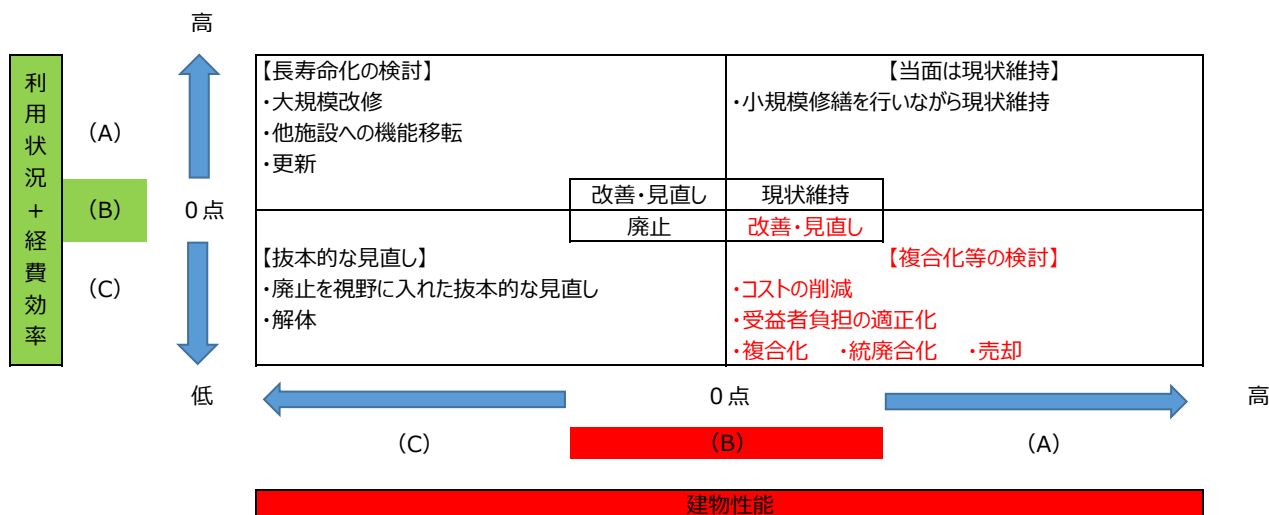 高
利用状況+経費効率
(A)
(B)
(C)
0点
低
【長寿命化の検討】
・大規模改修
・他施設への機能移転
・更新
【当面は現状維持】
・小規模修繕を行いながら現状維持
改善・見直し
現状維持
廃止
改善・見直し
【抜本的な見直し】
・廃止を視野に入れた抜本的な見直し
・解体
【複合化等の検討】
・コストの削減
・受益者負担の適正化
・複合化 ・統廃合化 ・売却
0点
高
(C)
(B)
(A)
建物性能